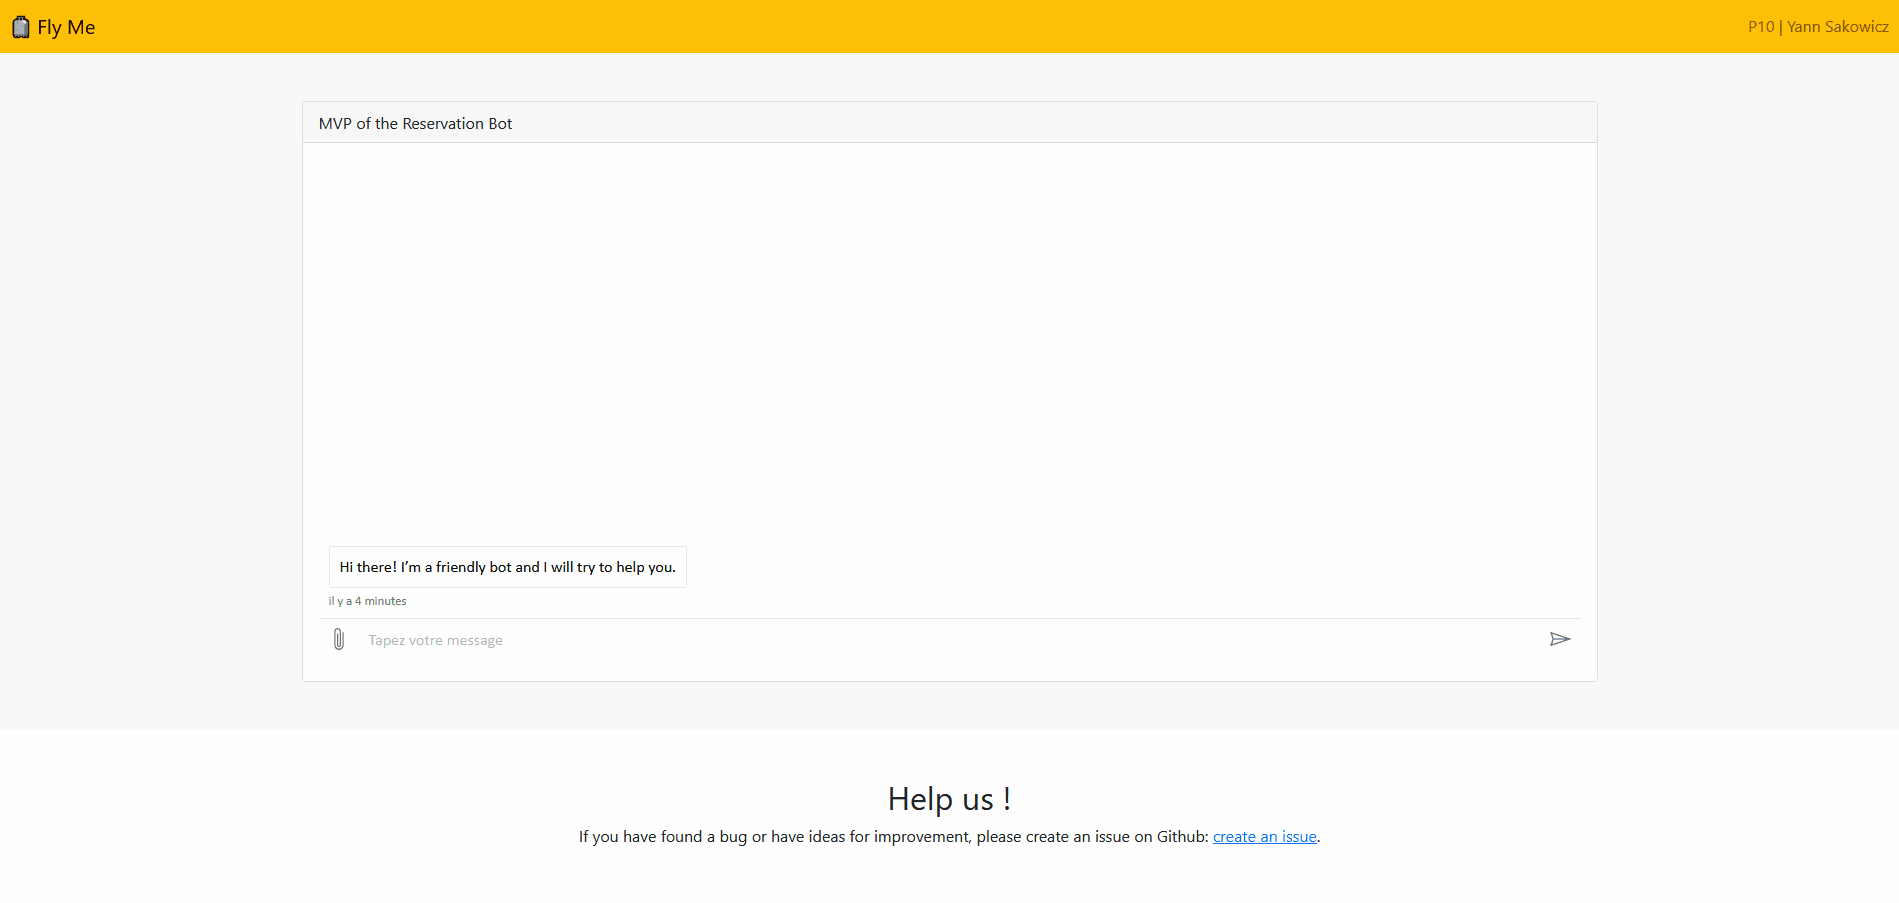 Fly Me
P10 | Yann Sakowicz
MVP of the Reservation Bot
Hi there! I’m a friendly bot and I will try to help you.
il y a 4 minutes
Tapez votre message
Help us !
If you have found a bug or have ideas for improvement, please create an issue on Github: create an issue.